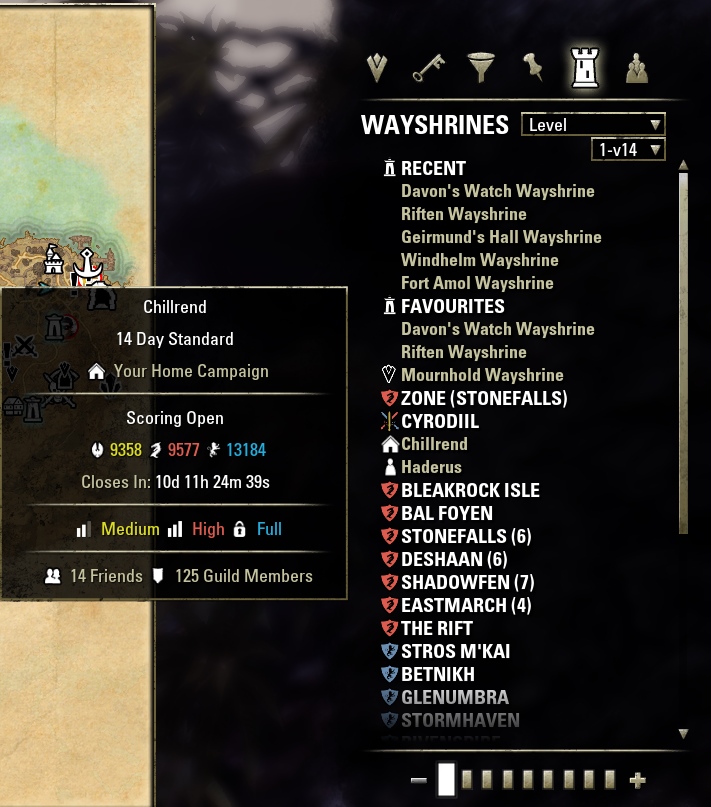 WAYSHRINES
Level
1-v14
RECENT
Davon's Watch Wayshrine
Riften Wayshrine
Geirmund's Hall Wayshrine
Windhelm Wayshrine
Fort Amol Wayshrine
FAVOURITES
Davon's Watch Wayshrine
Riften Wayshrine
Mournhold Wayshrine
ZONE (STONEFALLS)
CYRODIIL
Chillrend
Haderus
BLEAKROCK ISLE
BAL FOYEN
STONEFALLS (6)
DESHAAN (6)
SHADOWFEN (7)
EASTMARCH (4)
THE RIFT
STROS M'KAI
BETNIKH
GLENUMBRA
STORMHAVEN
Chillrend
14 Day Standard
Your Home Campaign
Scoring Open
9358 9577 13184
Closes In: 10d 11h 24m 39s
Medium High Full
14 Friends 125 Guild Members